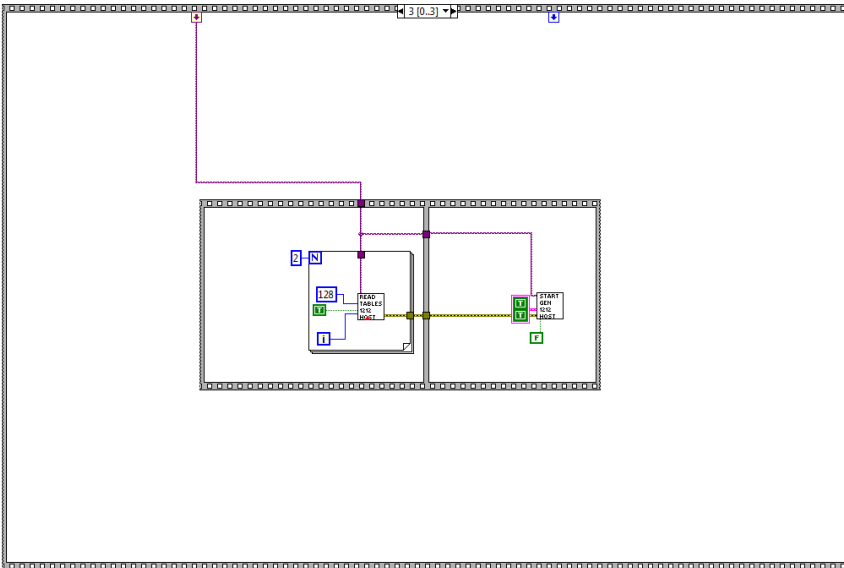 3 [0..3]
2 N
128
T
i
READ
TABLES
1212
HOST
T
T
START
GEN
1212
HOST
F